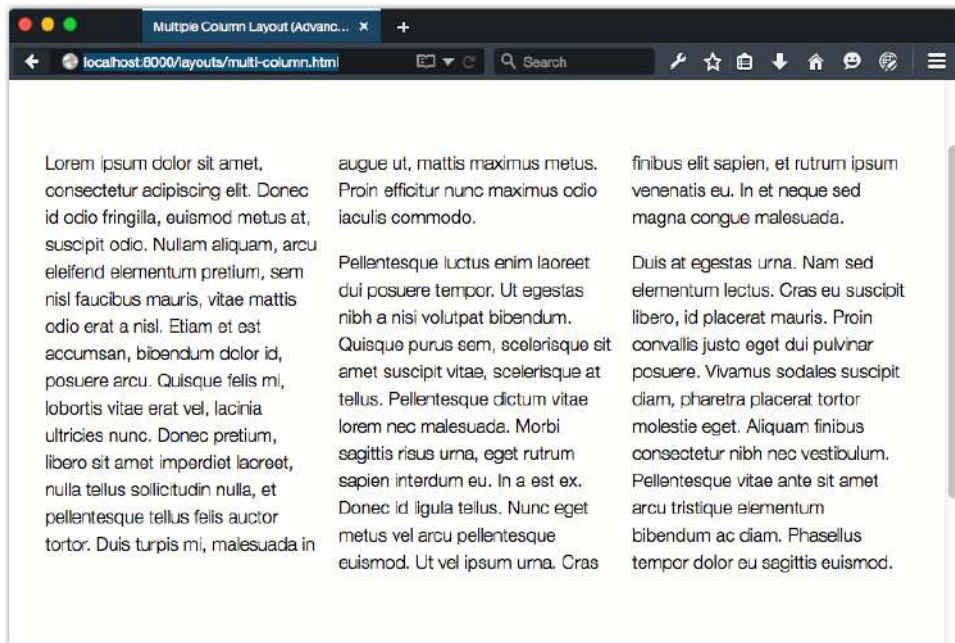 Multiple Column Layout (Advanc...
localhost:8000/layouts/multi-column.html
Search
Lorem ipsum dolor sit amet,
consectetur adipiscing elit. Donec
id odio fringilla, euismod metus at,
suscipit odio. Nullam aliquam, arcu
eleifend elementum pretium, sem
nisl faucibus mauris, vitae mattis
odio erat a nisl. Etiam et est
accumsan, bibendum dolor id,
posuere arcu. Quisque felis mi,
lobortis vitae erat vel, lacinia
ultricies nunc. Donec pretium,
libero sit amet imperdiet laoreet,
nulla tellus sollicitudin nulla, et
pellentesque tellus felis auctor
tortor. Duis turpis mi, malesuada in
augue ut, mattis maximus metus.
Proin efficitur nunc maximus odio
iaculis commodo.
Pellentesque luctus enim laoreet
dui posuere tempor. Ut egestas
nibh a nisi volutpat bibendum.
Quisque purus sem, scelerisque sit
amet suscipit vitae, scelerisque at
tellus. Pellentesque dictum vitae
lorem nec malesuada. Morbi
sagittis risus urna, eget rutrum
sapien interdum eu. In a est ex.
Donec id ligula tellus. Nunc eget
metus vel arcu pellentesque
euismod. Ut vel ipsum urna. Cras
finibus elit sapien, et rutrum ipsum
venenatis eu. In et neque sed
magna congue malesuada.
Duis at egestas urna. Nam sed
elementum lectus. Cras eu suscipit
libero, id placerat mauris. Proin
convallis justo eget dui pulvinar
posuere. Vivamus sodales suscipit
diam, pharetra placerat tortor
molestie eget. Aliquam finibus
consectetur nibh nec vestibulum.
Pellentesque vitae ante sit amet
arcu tristique elementum
bibendum ac diam. Phasellus
tempor dolor eu sagittis euismod.